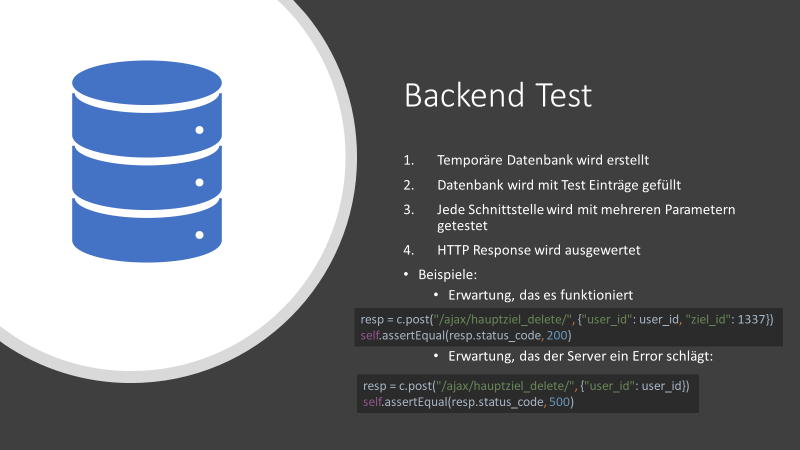 Backend Test
1. Temporäre Datenbank wird erstellt
2. Datenbank wird mit Test Einträge gefüllt
3. Jede Schnittstelle wird mit mehreren Parametern
getestet
4. HTTP Response wird ausgewertet
• Beispiele:
• Erwartung, das es funktioniert
resp = c.post("/ajax/hauptziel_delete/", {"user_id": user_id, "ziel_id": 1337})
self.assertEqual(resp.status_code, 200)
• Erwartung, das der Server ein Error schlägt:
resp = c.post("/ajax/hauptziel_delete/", {"user_id": user_id})
self.assertEqual(resp.status_code, 500)